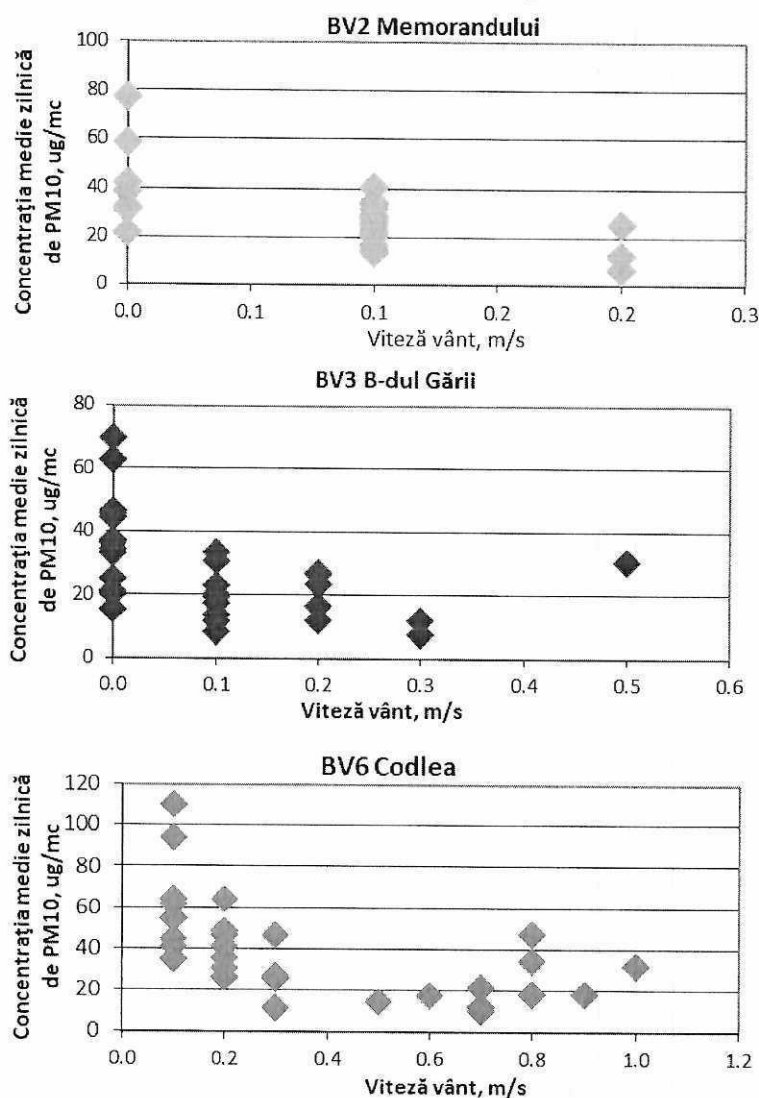 BV2 Memorandului
Concentrația medie zilnică
de PM10, ug/mc
100
80
60
40
20
0
0.0 0.1 0.1 0.2 0.2 0.3
Viteză vânt, m/s
BV3 B-dul Gării
Concentrația medie zilnică
de PM10, ug/mc
80
60
40
20
0
0.0 0.1 0.2 0.3 0.4 0.5 0.6
Viteză vânt, m/s
BV6 Codlea
Concentrația medie zilnică
de PM10, ug/mc
120
100
80
60
40
20
0
0.0 0.2 0.4 0.6 0.8 1.0 1.2
Viteză vânt, m/s